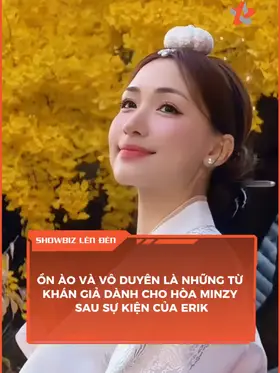 SHOWBIZ LÊN ĐÈN
ỒN ÀO VÀ VÔ DUYÊN LÀ NHỮNG TỪ
KHÁN GIẢ DÀNH CHO HÒA MINZY
SAU SỰ KIỆN CỦA ERIK